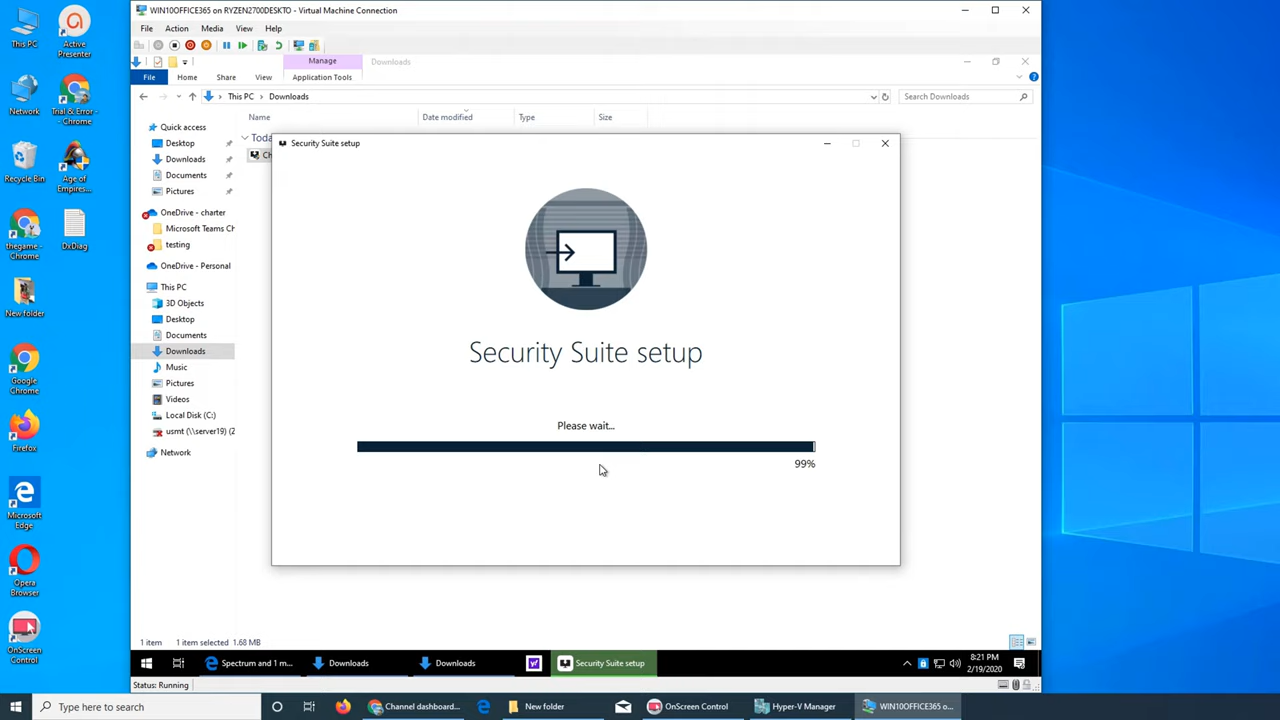 WIN10OFFICE365 on RYZEN2700DESKTO - Virtual Machine Connection
File Action Media View Help
Manage Downloads
File Home Share View Application Tools
This PC Downloads Search Downloads
Name Date modified Type Size
Quick access
Desktop
Downloads
Documents
Pictures
OneDrive - charter
Microsoft Teams Ch
testing
OneDrive - Personal
This PC
3D Objects
Desktop
Documents
Downloads
Music
Pictures
Videos
Local Disk (C:)
usmt (\\server19) (2
Network
Toda
Ch
Security Suite setup
Security Suite setup
Please wait...
99%
1 item 1 item selected 1.68 MB
Spectrum and 1 m...
Downloads
Downloads
Security Suite setup
8:21 PM
2/19/2020
Status: Running
This PC
Active
Presenter
Network
Trial & Error
- Chrome
Recycle Bin
Age of
Empires...
thegame -
Chrome
DxDiag
New folder
Google
Chrome
Firefox
Microsoft
Edge
Opera
Browser
OnScreen
Control
Type here to search
Channel dashboard...
New folder
OnScreen Control
Hyper-V Manager
WIN10OFFICE365 o...